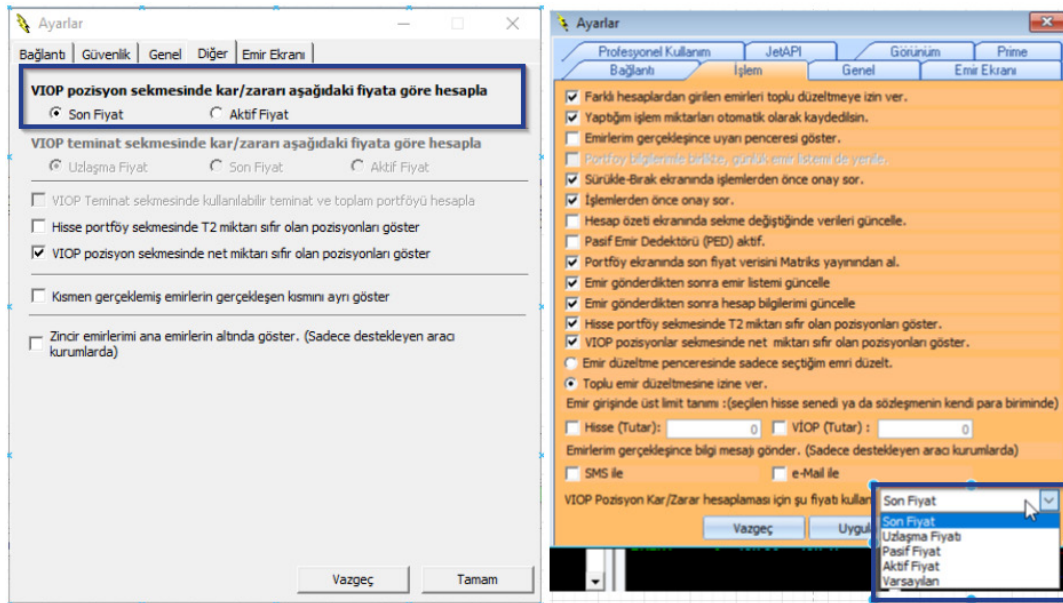 Ayarlar
Bağlantı Güvenlik Genel Diğer Emir Ekranı
VIOP pozisyon sekmesinde kar/zararı aşağıdaki fiyata göre hesapla
Son Fiyat Aktif Fiyat
VIOP teminat sekmesinde kar/zararı aşağıdaki fiyata göre hesapla
Uzlaşma Fiyat Son Fiyat Aktif Fiyat
VIOP Teminat sekmesinde kullanılabilir teminat ve toplam portföyü hesapla
Hisse portföy sekmesinde T2 miktarı sıfır olan pozisyonları göster
VIOP pozisyon sekmesinde net miktarı sıfır olan pozisyonları göster
Kısmen gerçeklemiş emirlerin gerçekleşen kısmını ayrı göster
Zincir emirlerimi ana emirlerin altında göster. (Sadece destekleyen aracı
kurumlarda)
Vazgeç Tamam
Ayarlar
Profesyonel Kullanım JetAPI Görünüm Prime
Bağlantı İşlem Genel Emir Ekranı
Farklı hesaplardan girilen emirleri toplu düzeltmeye izin ver.
Yaptığım işlem miktarları otomatik olarak kaydedilsin.
Emirlerim gerçekleşince uyarı penceresi göster.
Portföy bilgilerimle birlikte, günlük emir listemi de yenile.
Sürükle-Bırak ekranında işlemlerden önce onay sor.
İşlemlerden önce onay sor.
Hesap özeti ekranında sekme değiştiğinde verileri güncelle.
Pasif Emir Dedektörü (PED) aktif.
Portföy ekranında son fiyat verisini Matriks yayınından al.
Emir gönderdikten sonra emir listemi güncelle
Emir gönderdikten sonra hesap bilgilerimi güncelle
Hisse portföy sekmesinde T2 miktarı sıfır olan pozisyonları göster.
VIOP pozisyonlar sekmesinde net miktarı sıfır olan pozisyonları göster.
Emir düzeltme penceresinde sadece seçtiğim emri düzelt.
Toplu emir düzeltmesine izine ver.
Emir girişinde üst limit tanımı :(seçilen hisse senedi ya da sözleşmenin kendi para biriminde)
Hisse (Tutar): 0 VİOP (Tutar) : 0
Emirlerim gerçekleşince bilgi mesajı gönder. (Sadece destekleyen aracı kurumlarda)
SMS ile e-Mail ile
VIOP Pozisyon Kar/Zarar hesaplaması için şu fiyatı kullan Son Fiyat
Vazgeç Uygul
Son Fiyat
Uzlaşma Fiyatı
Pasif Fiyat
Aktif Fiyat
Varsayılan